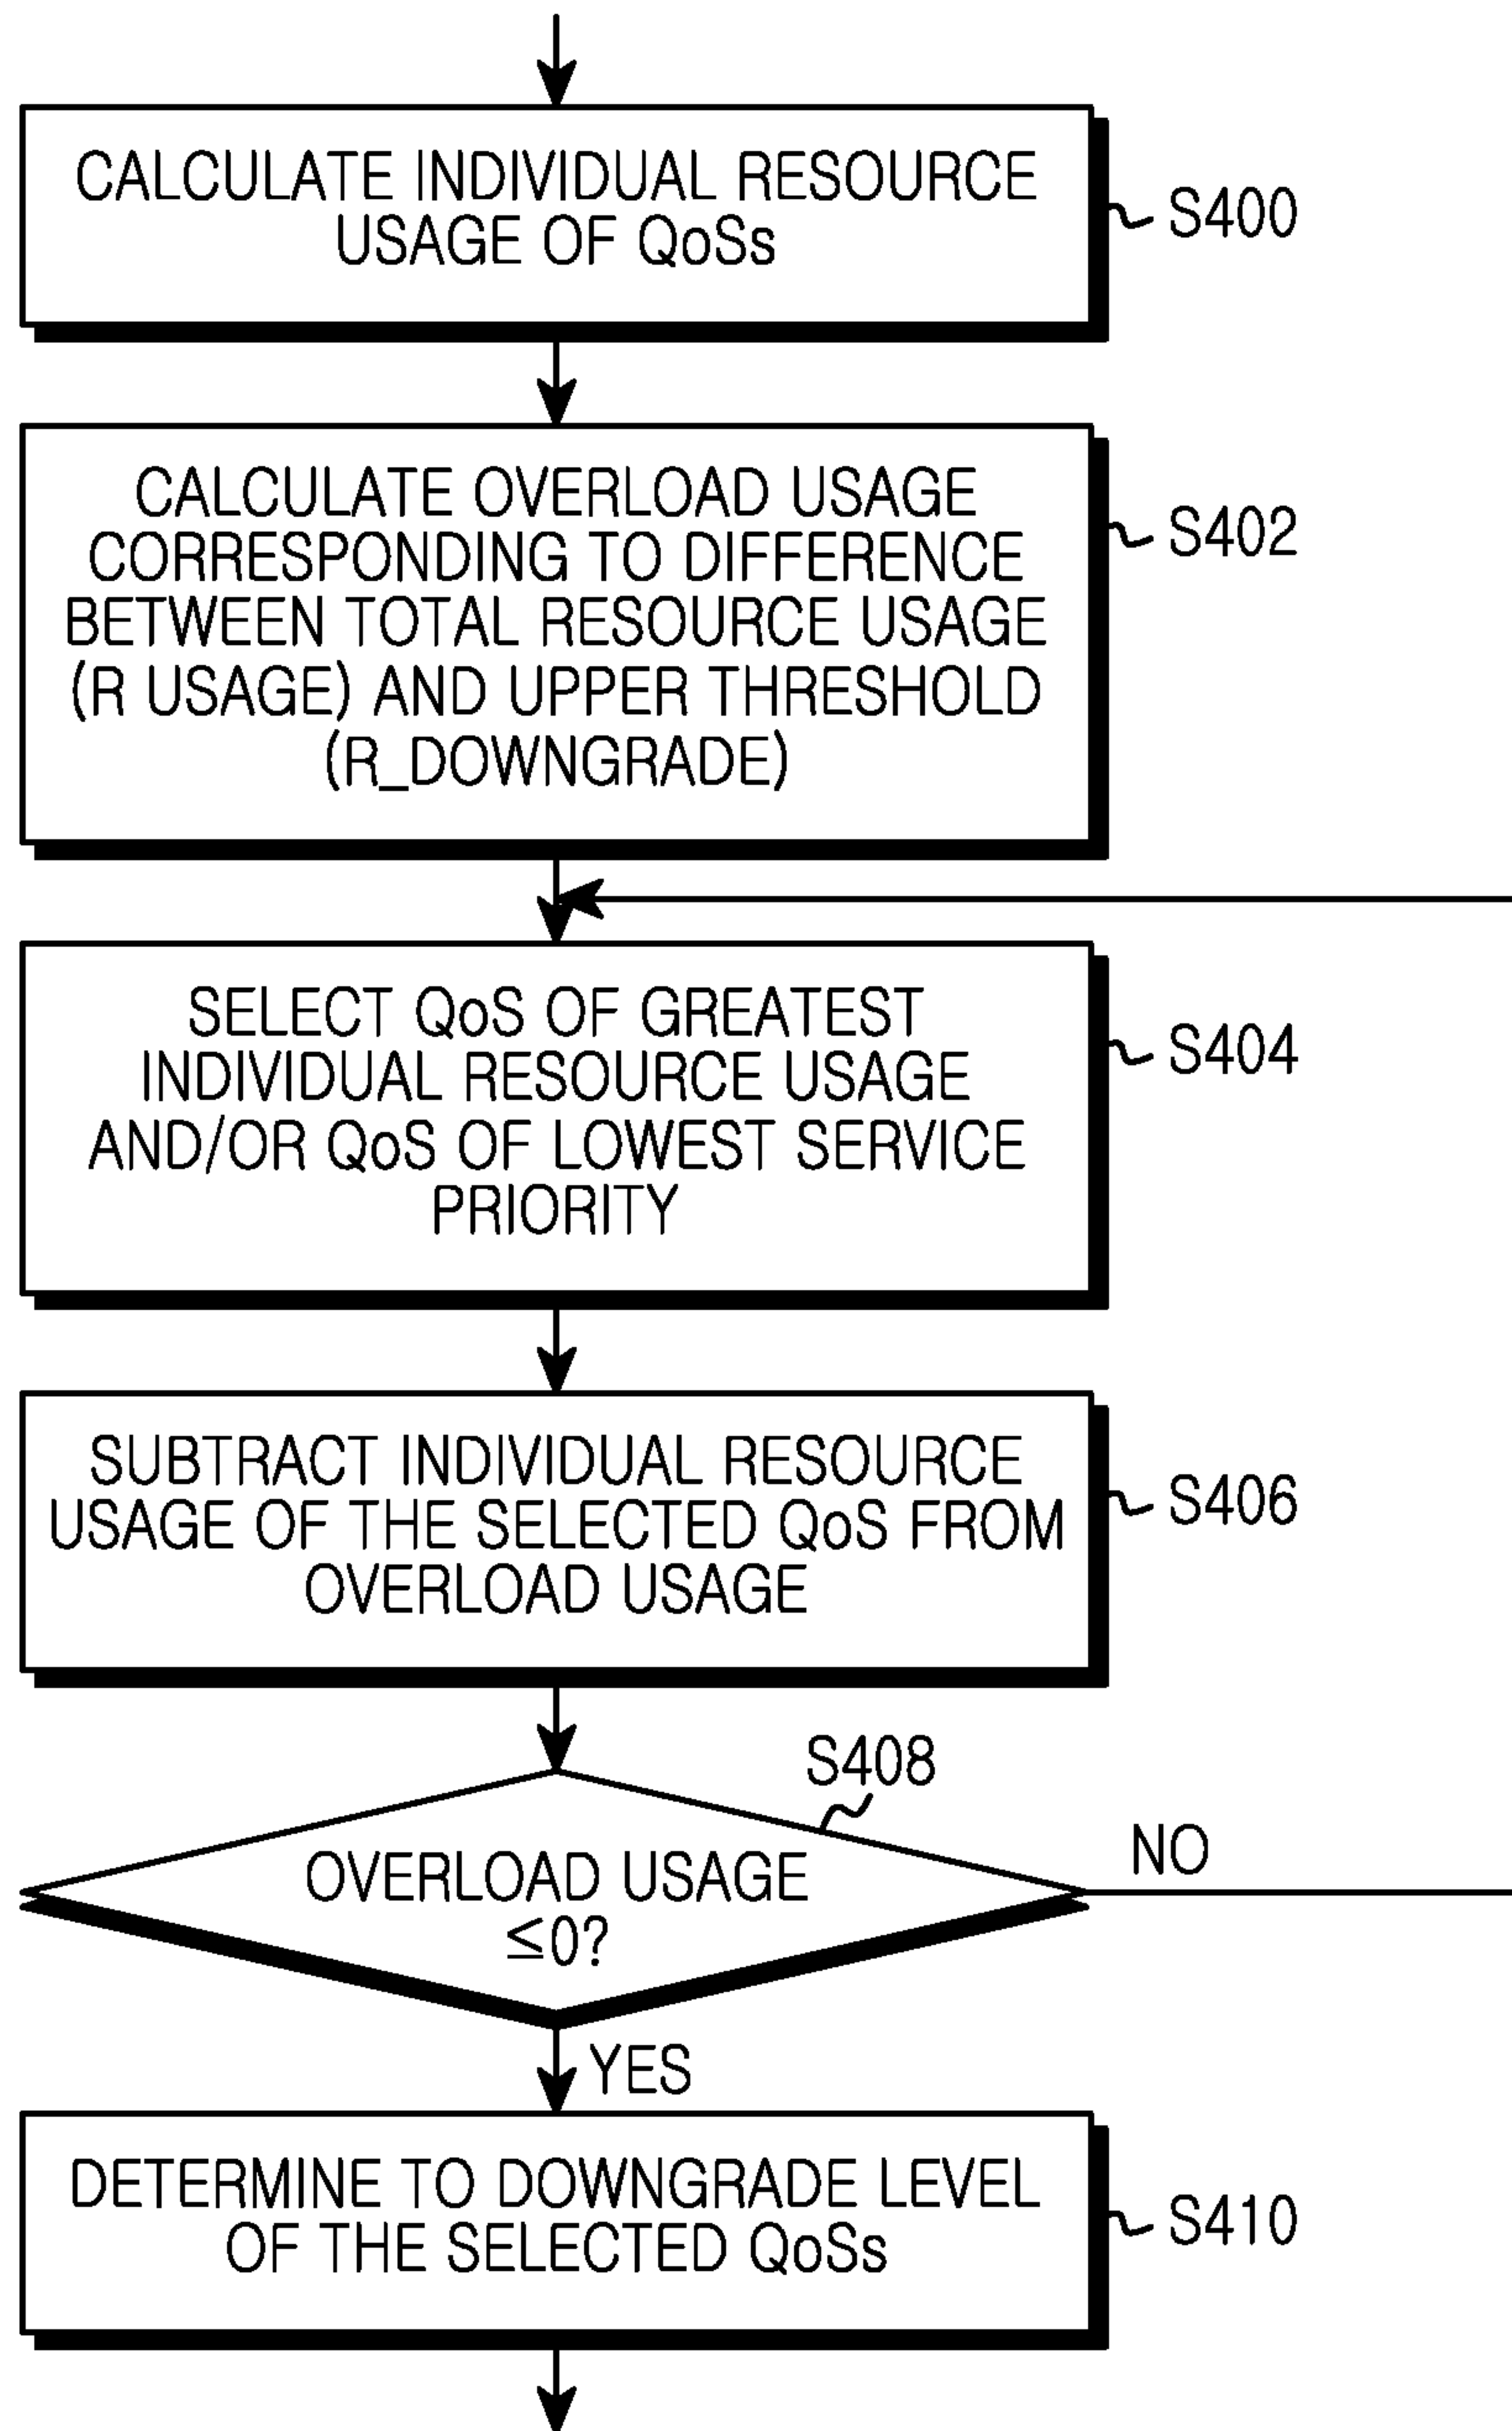 CALCULATE INDIVIDUAL RESOURCE
USAGE OF QoSs
S400
CALCULATE OVERLOAD USAGE
CORRESPONDING TO DIFFERENCE
BETWEEN TOTAL RESOURCE USAGE
(R USAGE) AND UPPER THRESHOLD
(R_DOWNGRADE)
S402
SELECT QoS OF GREATEST
INDIVIDUAL RESOURCE USAGE
AND/OR QoS OF LOWEST SERVICE
PRIORITY
S404
SUBTRACT INDIVIDUAL RESOURCE
USAGE OF THE SELECTED QoS FROM
OVERLOAD USAGE
S406
S408
OVERLOAD USAGE
≤0?
NO
YES
DETERMINE TO DOWNGRADE LEVEL
OF THE SELECTED QoSs
S410